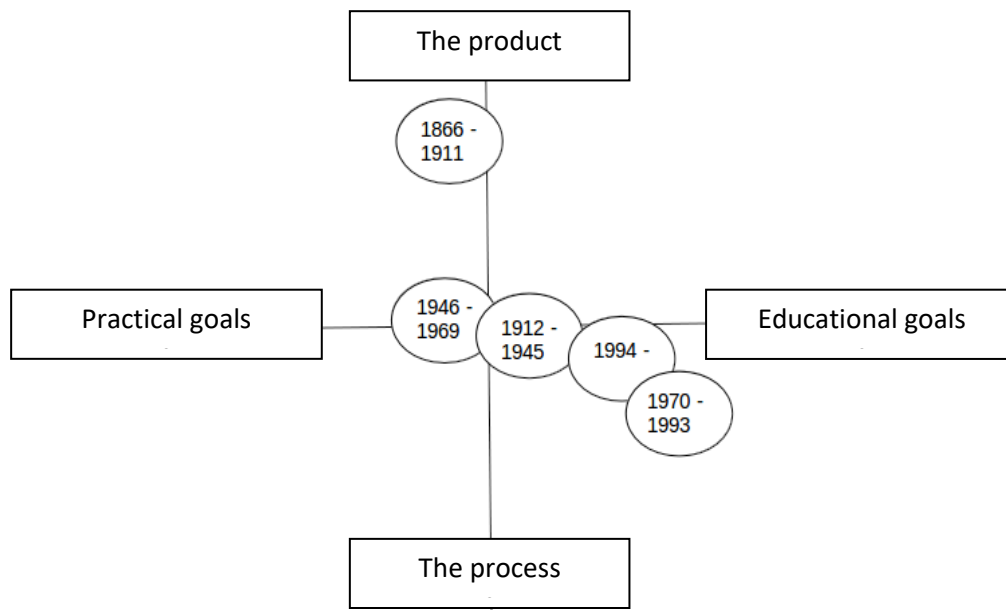 The product
1866 -
1911
Practical goals
1946 -
1969
1912 -
1945
1994 -
Educational goals
1970 -
1993
The process